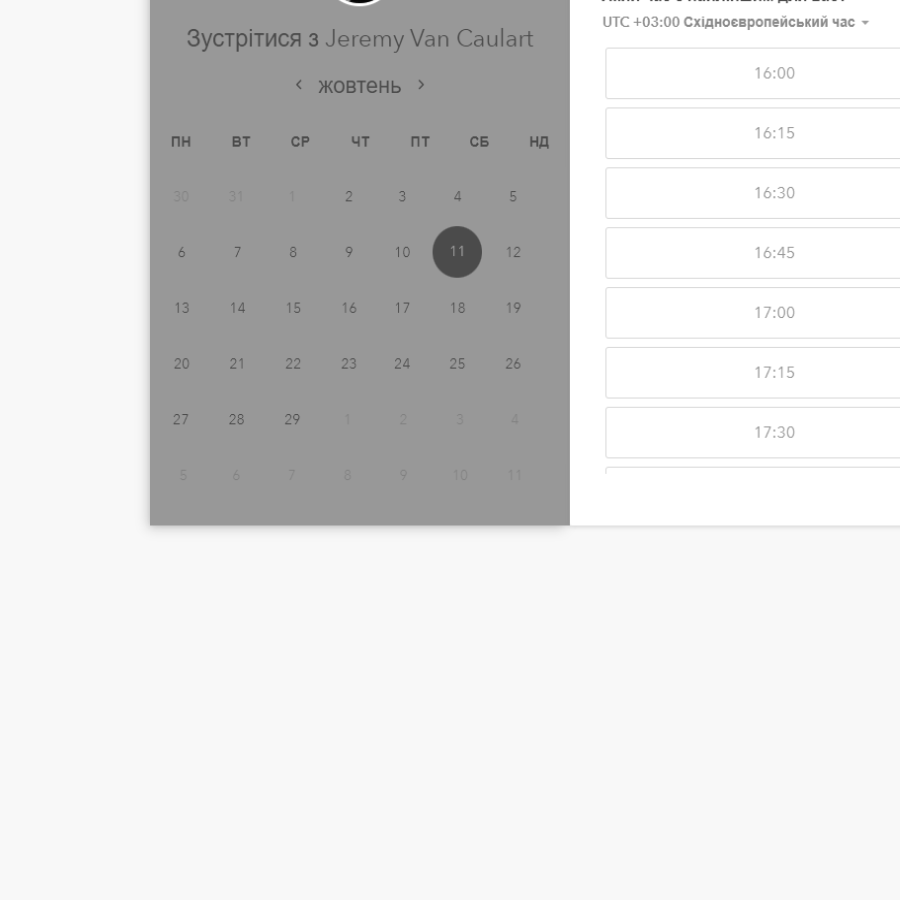 Зустрітися з Jeremy Van Caulart
жовтень
ПН ВТ СР ЧТ ПТ СБ НД
30 31 1 2 3 4 5
6 7 8 9 10 11 12
13 14 15 16 17 18 19
20 21 22 23 24 25 26
27 28 29 1 2 3 4
5 6 7 8 9 10 11
UTC +03:00 Східноєвропейський час
16:00
16:15
16:30
16:45
17:00
17:15
17:30